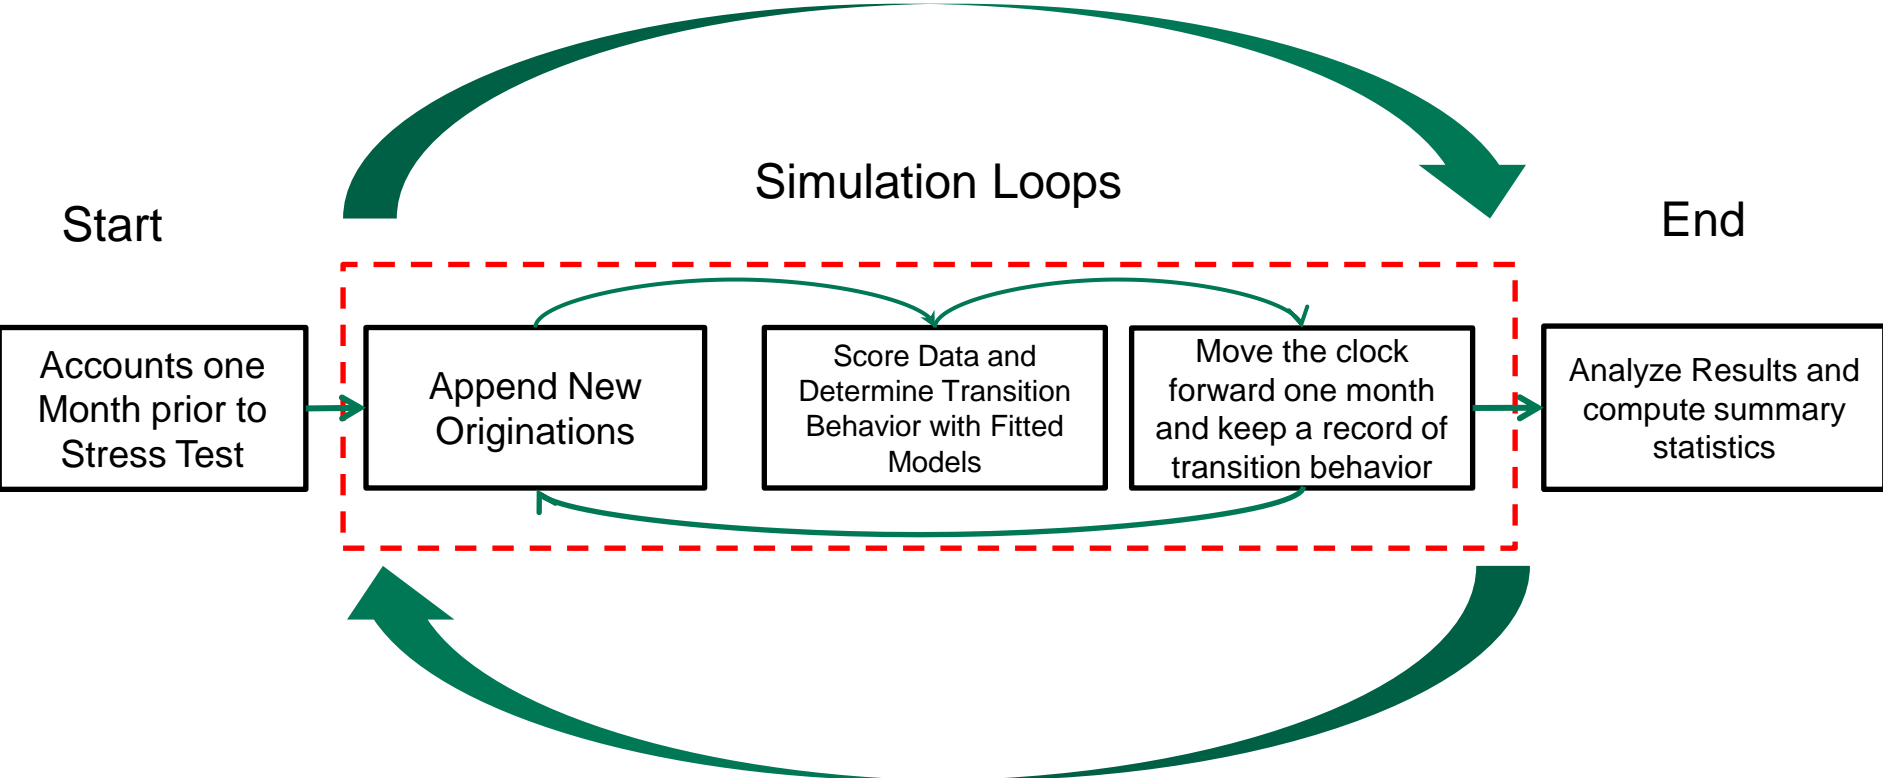 Simulation Loops
Start
End
Accounts one
Month prior to
Stress Test
Append New
Originations
Score Data and
Determine Transition
Behavior with Fitted
Models
Move the clock
forward one month
and keep a record of
transition behavior
Analyze Results and
compute summary
statistics